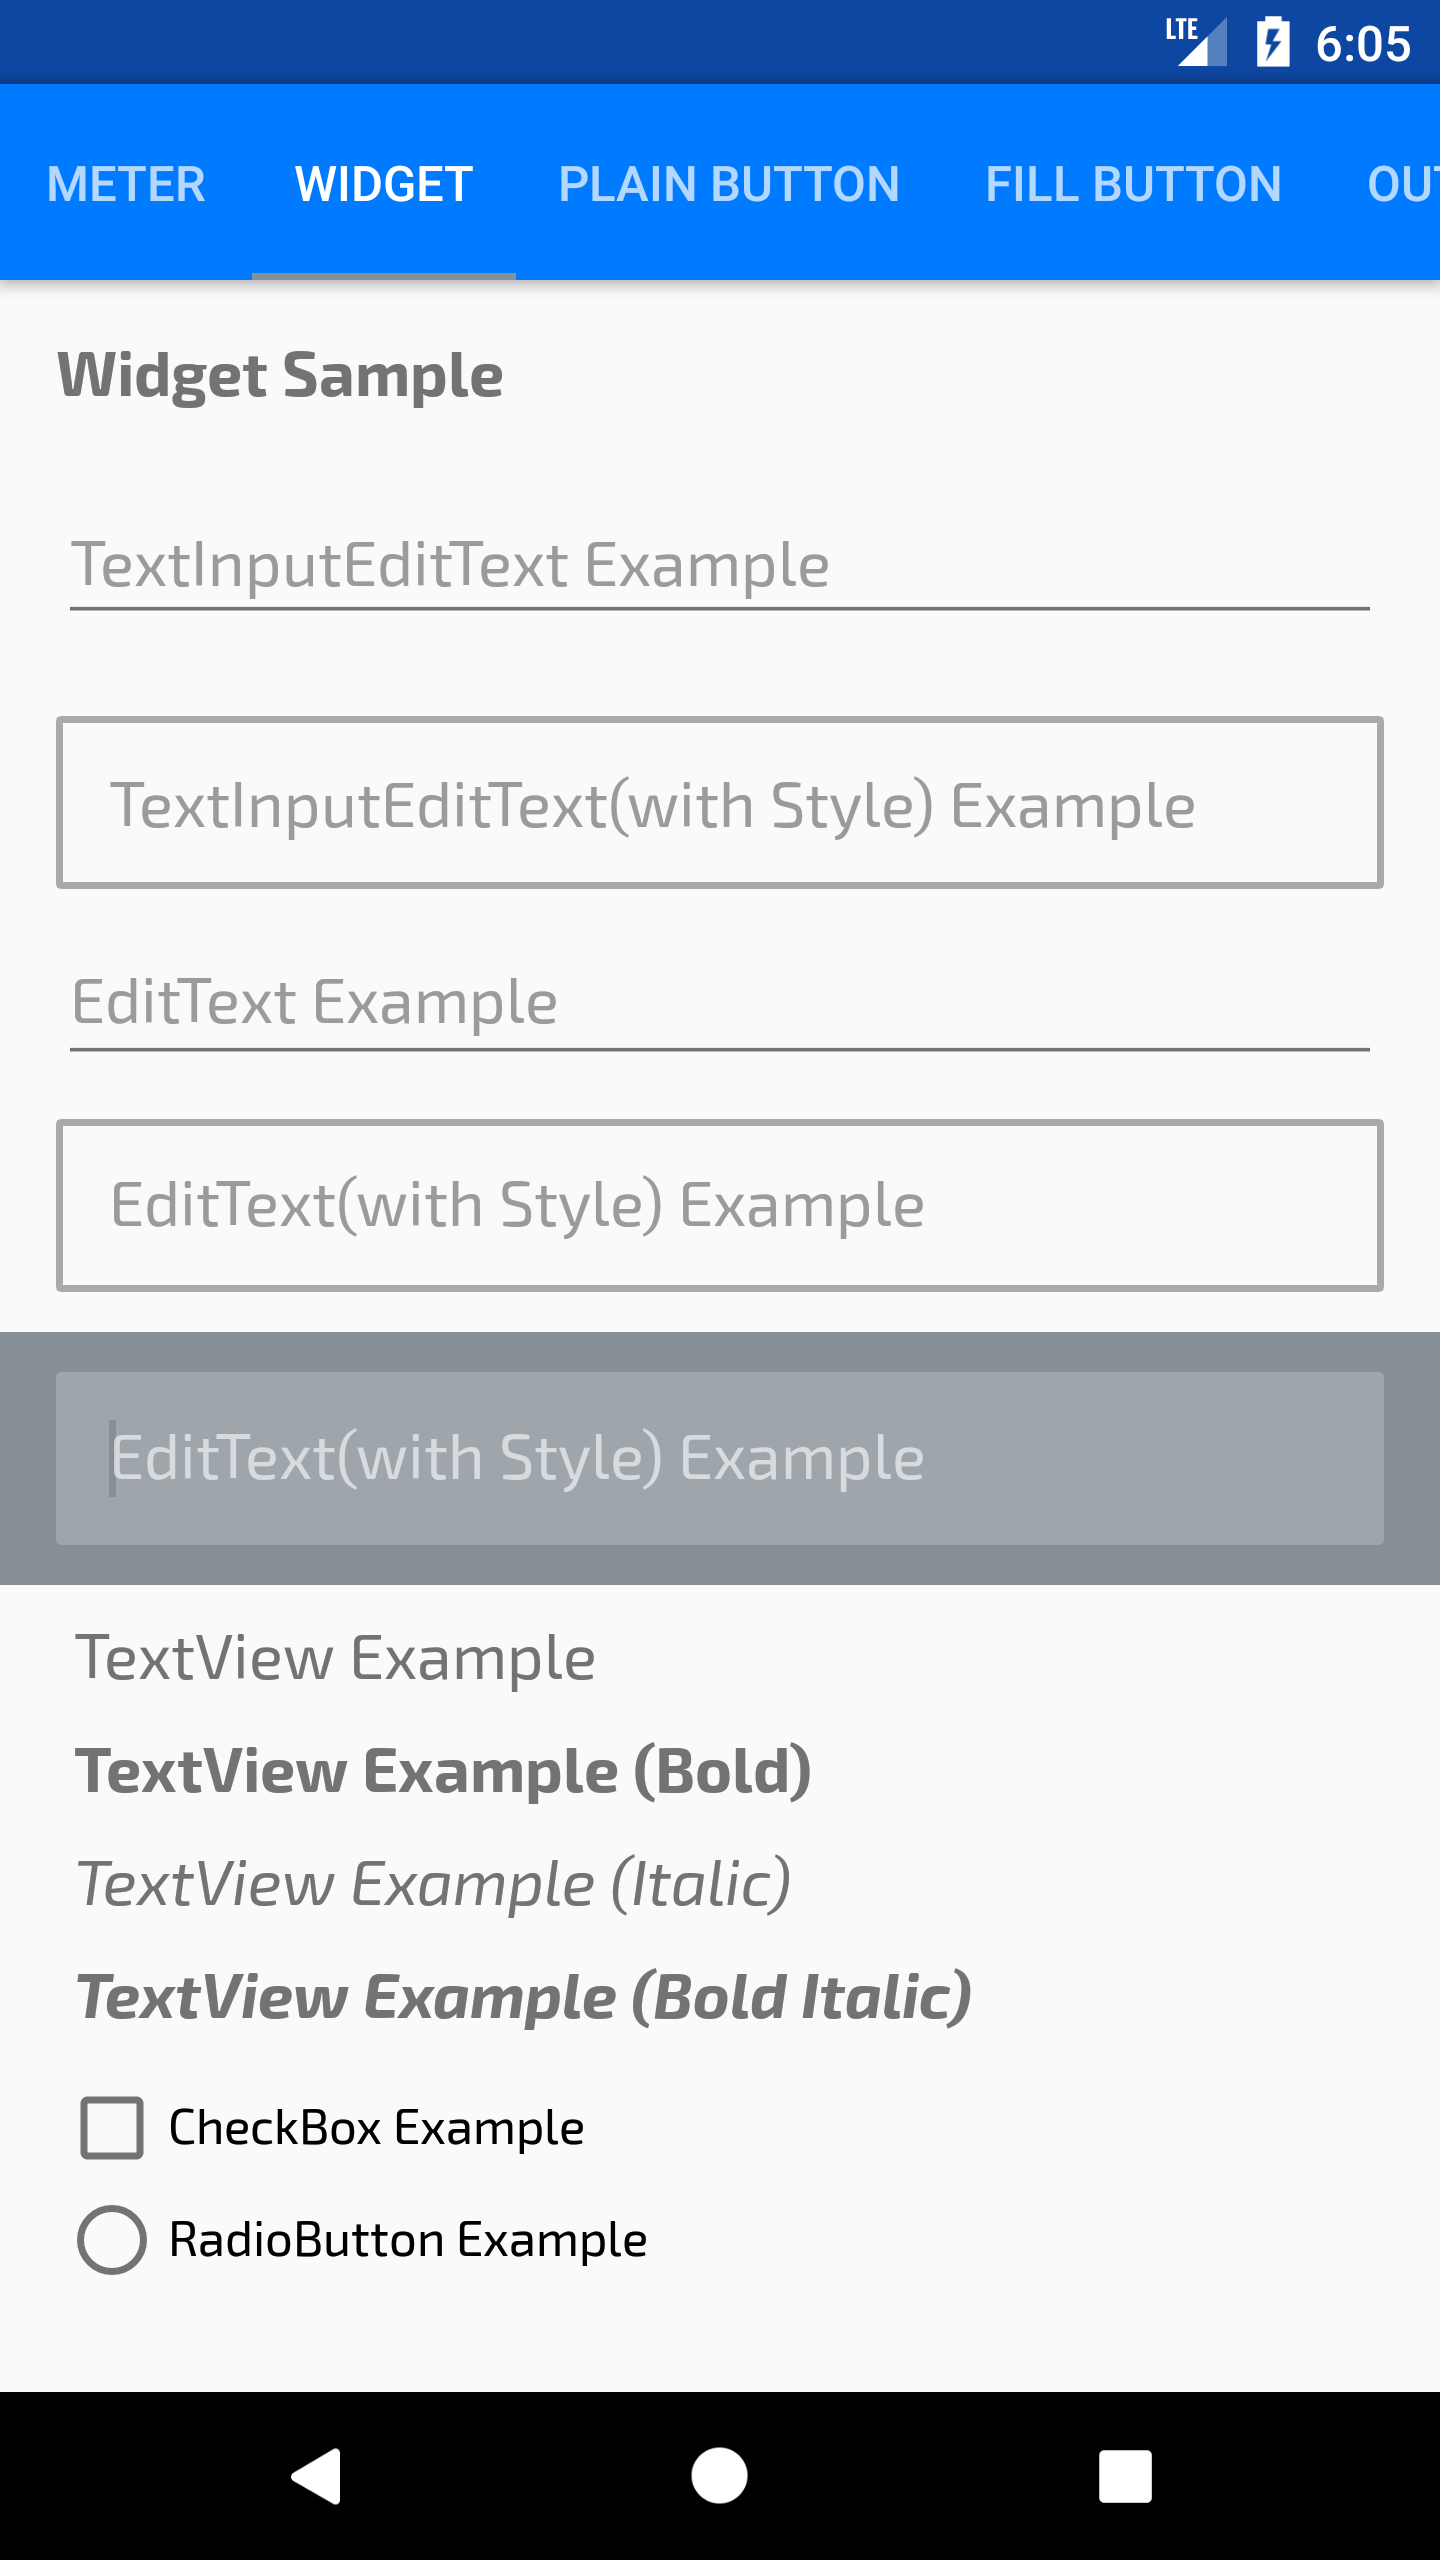 LTE 6:05
METER WIDGET PLAIN BUTTON FILL BUTTON OUT
Widget Sample
TextInputEditText Example
TextInputEditText(with Style) Example
EditText Example
EditText(with Style) Example
EditText(with Style) Example
TextView Example
TextView Example (Bold)
TextView Example (Italic)
TextView Example (Bold Italic)
CheckBox Example
RadioButton Example